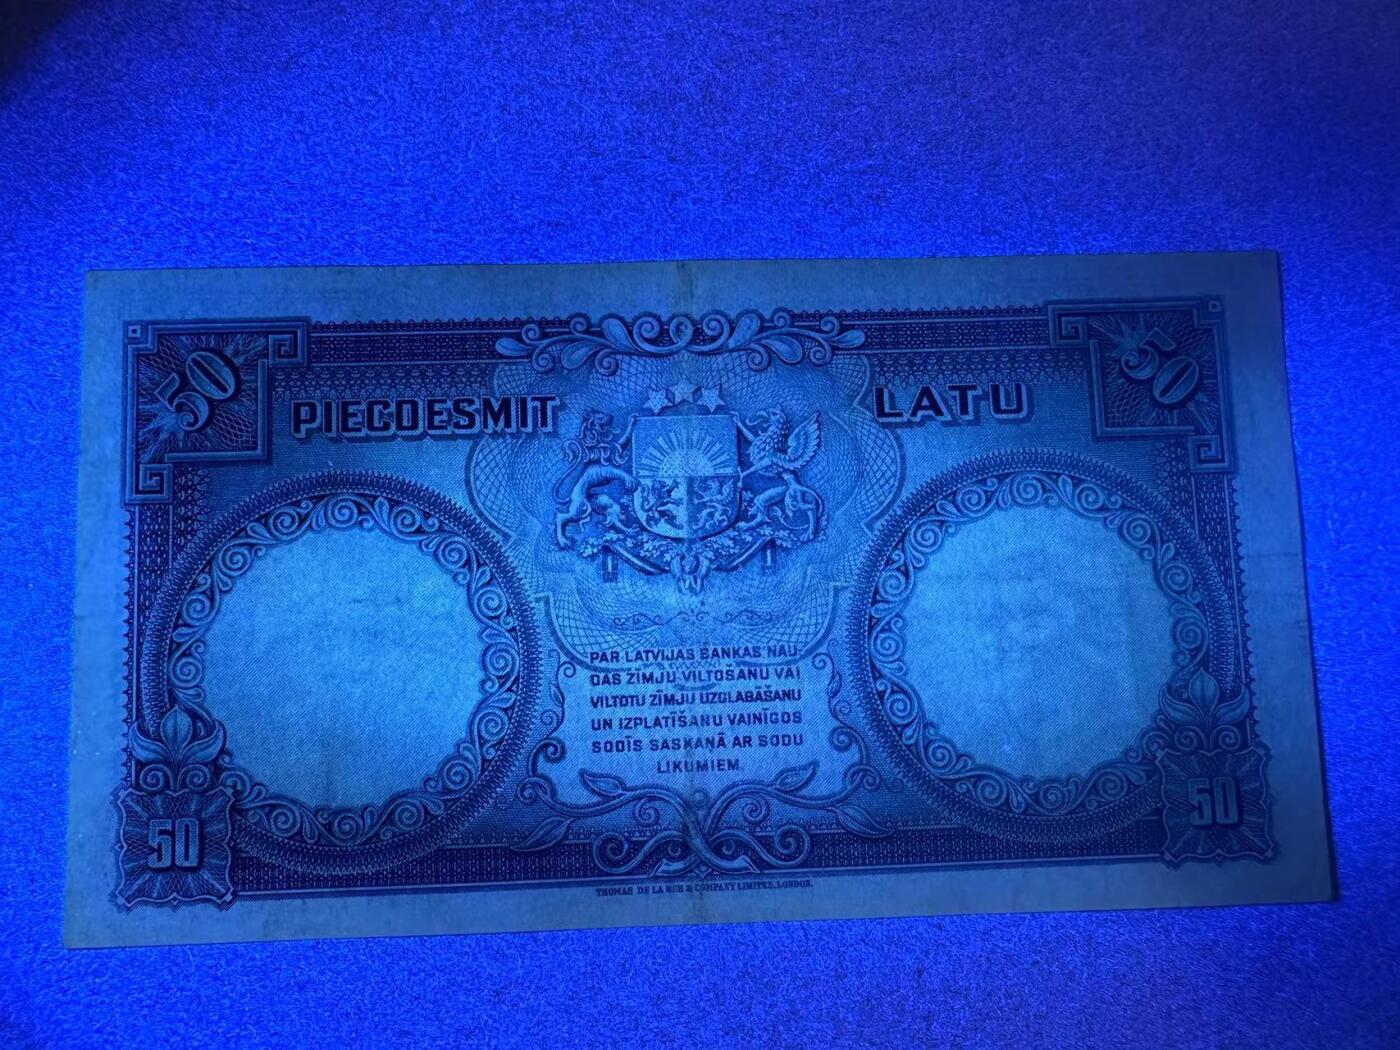 50
50
PIECDESMIT LATU
PAR LATVIJAS BANKAS NAU-
DAS ZĪMJU VILTOŠANU VAI
VILTOTU ZĪMJU UZGLABĀŠANU
UN IZPLATĪŠANU VAINĪGOS
SODĪS SASKAŅĀ AR SODU
LIKUMIEM.
50
50
THOMAS DE LA RUE & COMPANY LIMITED, LONDON.